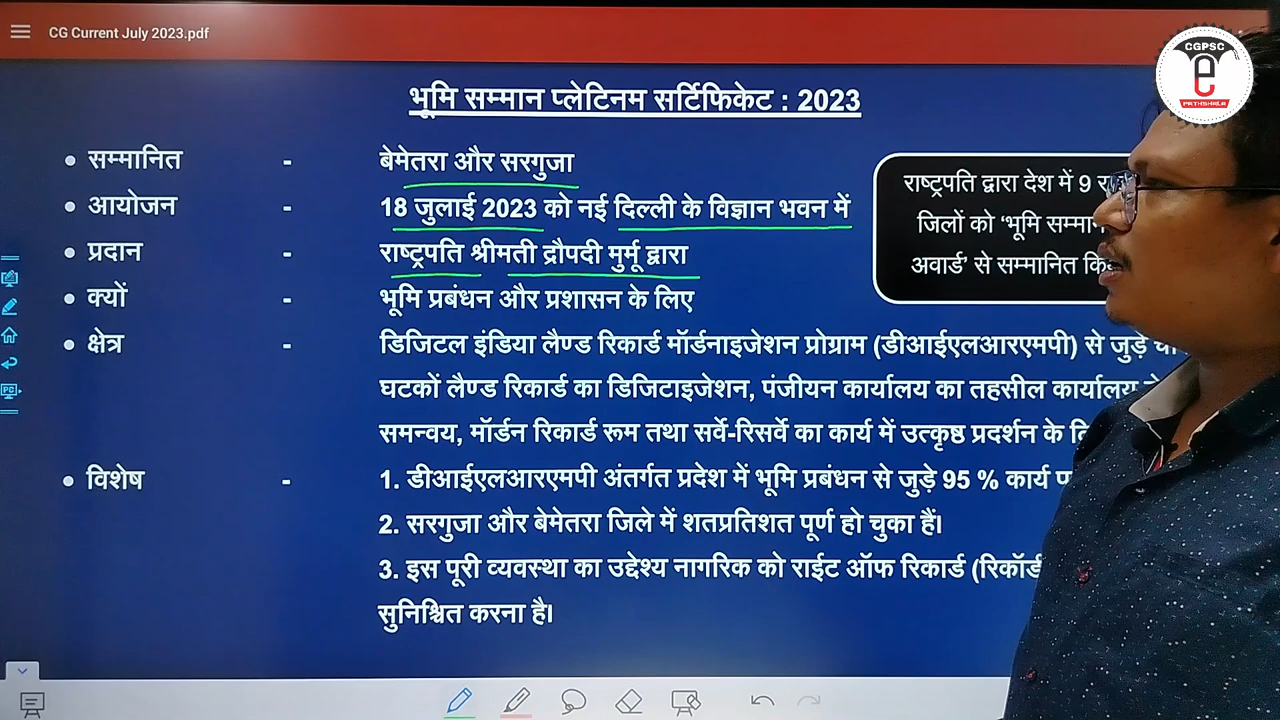 CG Current July 2023.pdf
CGPSC
e
PATHSHALA
भूमि सम्मान प्लेटिनम सर्टिफिकेट : 2023
• सम्मानित - बेमेतरा और सरगुजा
• आयोजन - 18 जुलाई 2023 को नई दिल्ली के विज्ञान भवन में
• प्रदान - राष्ट्रपति श्रीमती द्रौपदी मुर्मू द्वारा
• क्यों - भूमि प्रबंधन और प्रशासन के लिए
• क्षेत्र - डिजिटल इंडिया लैण्ड रिकार्ड मॉर्डनाइजेशन प्रोग्राम (डीआईएलआरएमपी) से जुड़े
घटकों लैण्ड रिकार्ड का डिजिटाइजेशन, पंजीयन कार्यालय का तहसील कार्यालय
समन्वय, मॉर्डन रिकार्ड रूम तथा सर्वे-रिसर्वे का कार्य में उत्कृष्ठ प्रदर्शन के
• विशेष - 1. डीआईएलआरएमपी अंतर्गत प्रदेश में भूमि प्रबंधन से जुड़े 95 % कार्य
2. सरगुजा और बेमेतरा जिले में शतप्रतिशत पूर्ण हो चुका हैं।
3. इस पूरी व्यवस्था का उद्देश्य नागरिक को राईट ऑफ रिकार्ड
सुनिश्चित करना है।
राष्ट्रपति द्वारा देश में 9
जिलों को ‘भूमि
अवार्ड’ से सम्मानित
PC